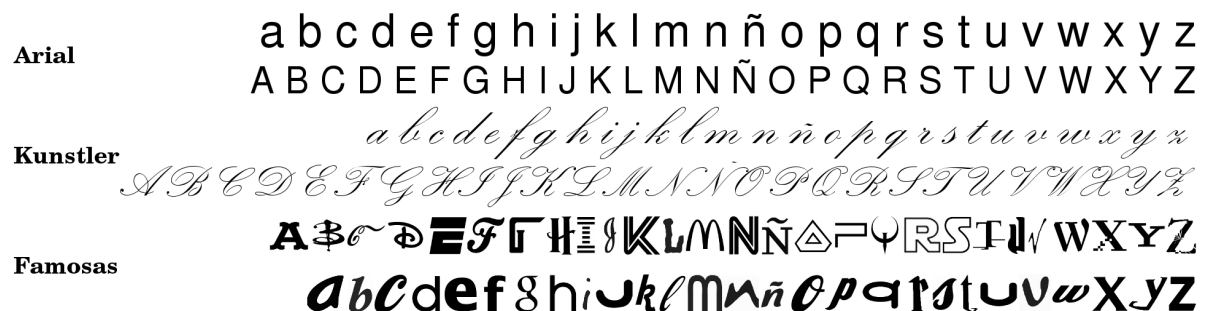 a b c d e f g h i j k l m n ñ o p q r s t u v w x y z
Arial
A B C D E F G H I J K L M N Ñ O P Q R S T U V W X Y Z
a b c d e f g h i j k l m n ñ o p q r s t u v w x y z
Kunstler
A B C D E F G H I J K L M N Ñ O P Q R S T U V W X Y Z
A B C D E F G H I J K L M N Ñ O P Q R S T U V W X Y Z
Famosas
a b c d e f g h i j k l m n ñ o p q r s t u v w x y z